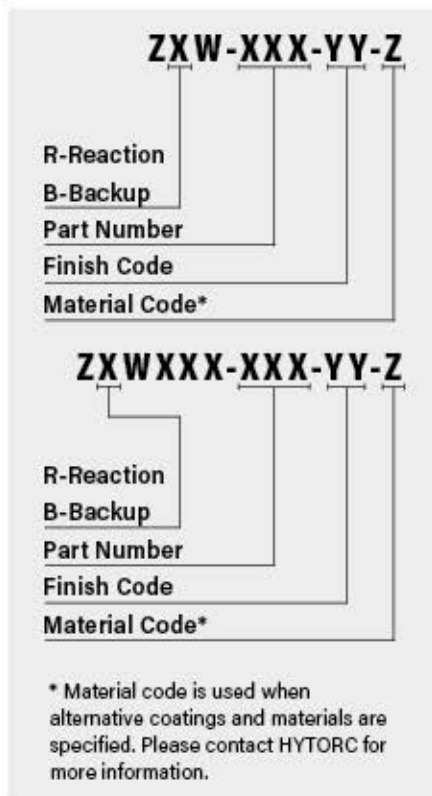 ZXW-XXX-YY-Z
R-Reaction
B-Backup
Part Number
Finish Code
Material Code*
ZXWXXX-XXX-YY-Z
R-Reaction
B-Backup
Part Number
Finish Code
Material Code*
* Material code is used when
alternative coatings and materials are
specified. Please contact HYTORC for
more information.